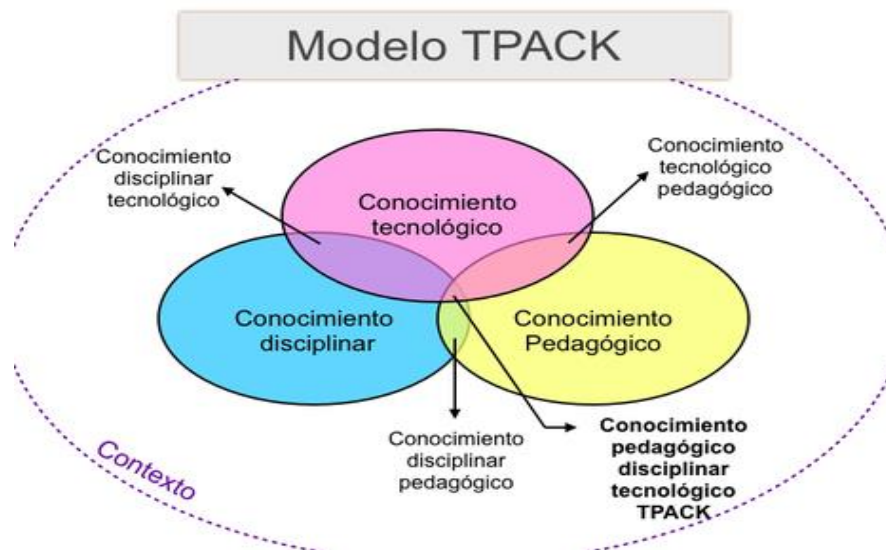 Modelo TPACK
Conocimiento
disciplinar
tecnológico
Conocimiento
tecnológico
Conocimiento
tecnológico
pedagógico
Conocimiento
disciplinar
Conocimiento
Pedagógico
Conocimiento
disciplinar
pedagógico
Conocimiento
pedagógico
disciplinar
tecnológico
TPACK
Contexto